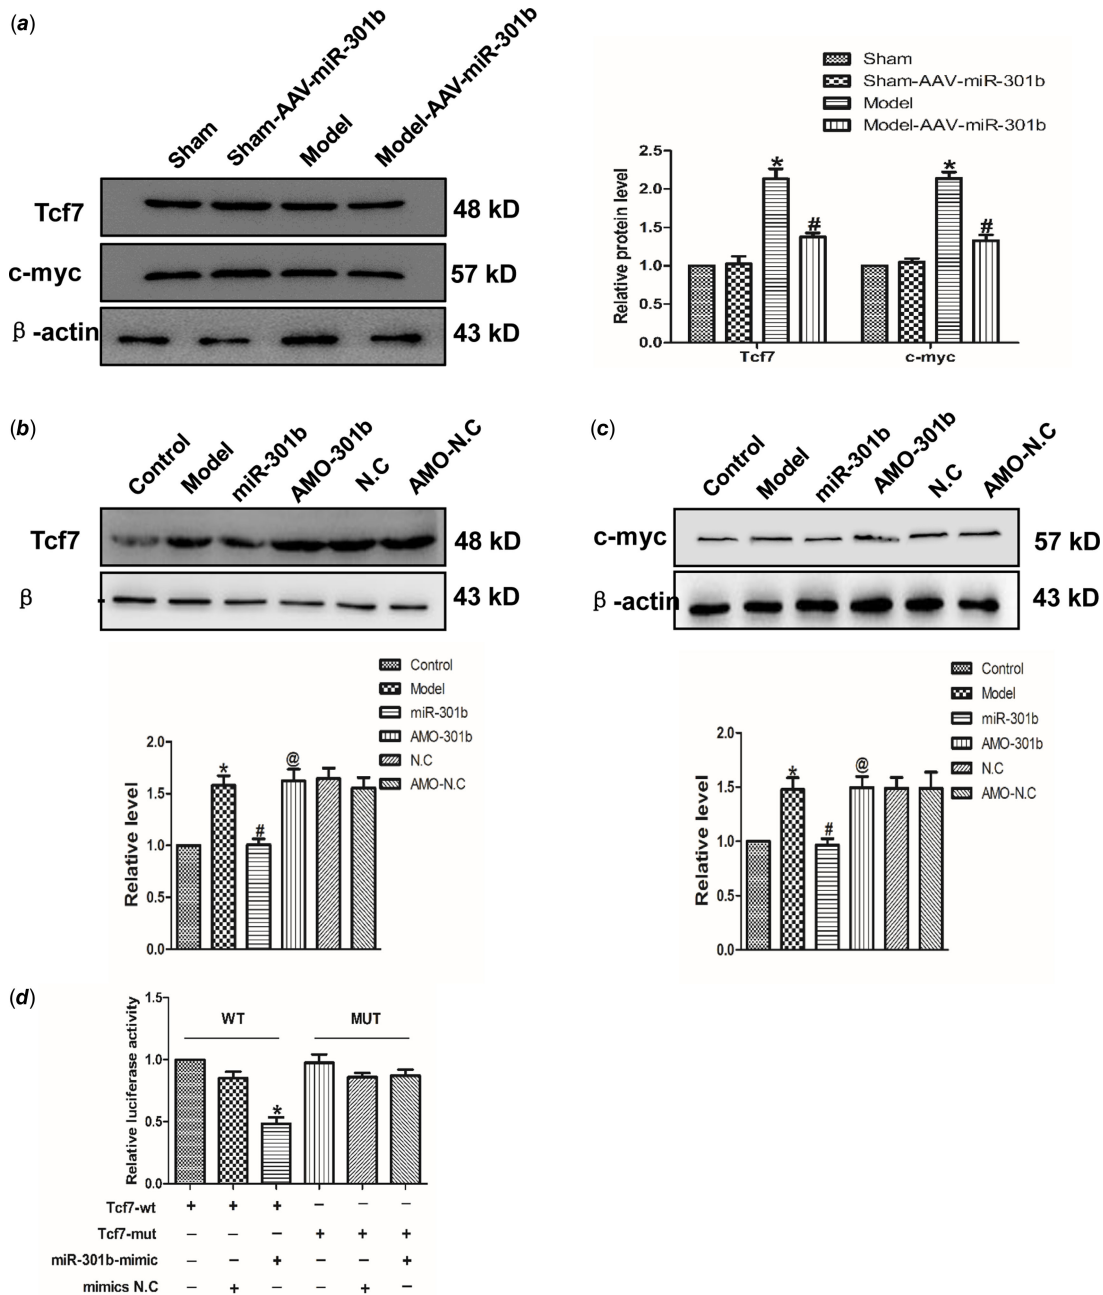 (a)
Sham
Sham-AAV-miR-301b
Model
Model-AAV-miR-301b
Tcf7 48 kD
c-myc 57 kD
β-actin 43 kD
Sham
Sham-AAV-miR-301b
Model
Model-AAV-miR-301b
Relative protein level
2.5
2.0
1.5
1.0
0.5
0.0
* # * #
Tcf7 c-myc
(b)
Control Model miR-301b AMO-301b N.C AMO-N.C
Tcf7 48 kD
β - 43 kD
Control
Model
miR-301b
AMO-301b
N.C
AMO-N.C
Relative level
2.0
1.5
1.0
0.5
0.0
* # @
(c)
Control Model miR-301b AMO-301b N.C AMO-N.C
c-myc 57 kD
β-actin 43 kD
Control
Model
miR-301b
AMO-301b
N.C
AMO-N.C
Relative level
2.0
1.5
1.0
0.5
0.0
* # @
(d)
Relative luciferase activity
1.5
1.0
0.5
0.0
WT MUT
*
Tcf7-wt + + + − − −
Tcf7-mut − − − + + +
miR-301b-mimic − − + − − +
mimics N.C − + − − + −